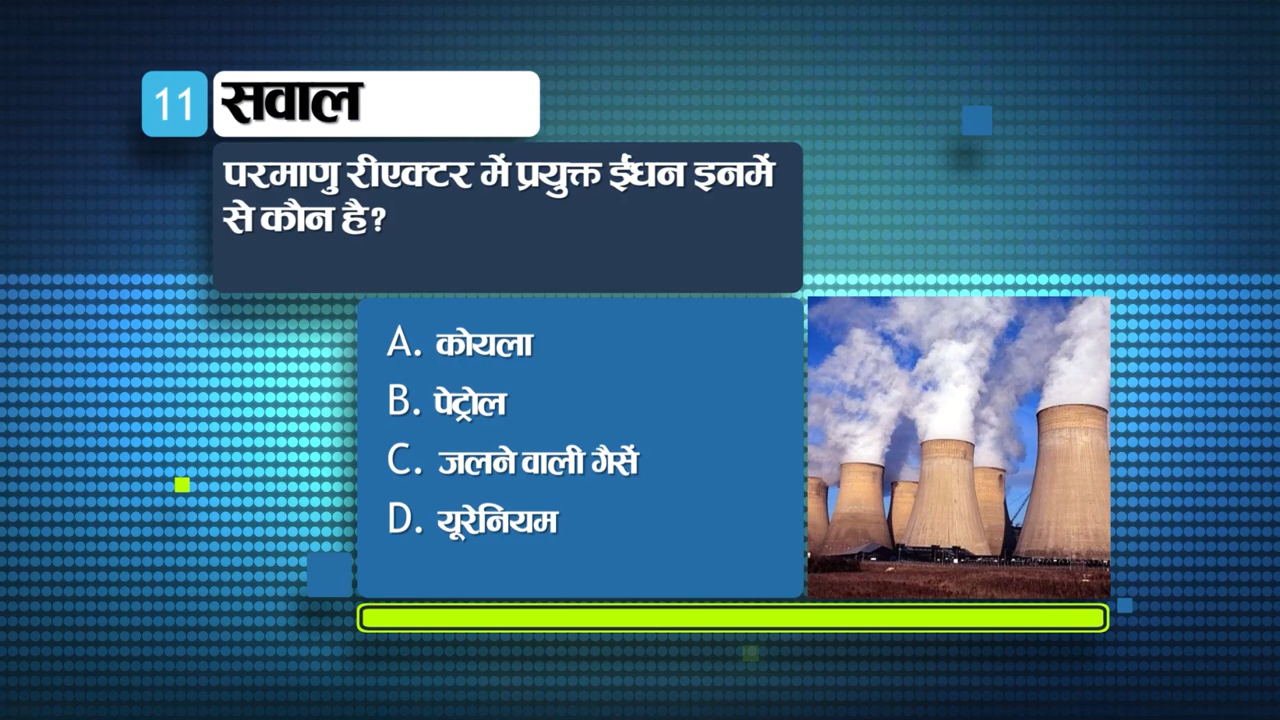 11 सवाल
परमाणु रीएक्टर में प्रयुक्त ईंधन इनमें
से कौन है?
A. कोयला
B. पेट्रोल
C. जलने वाली गैसें
D. यूरेनियम